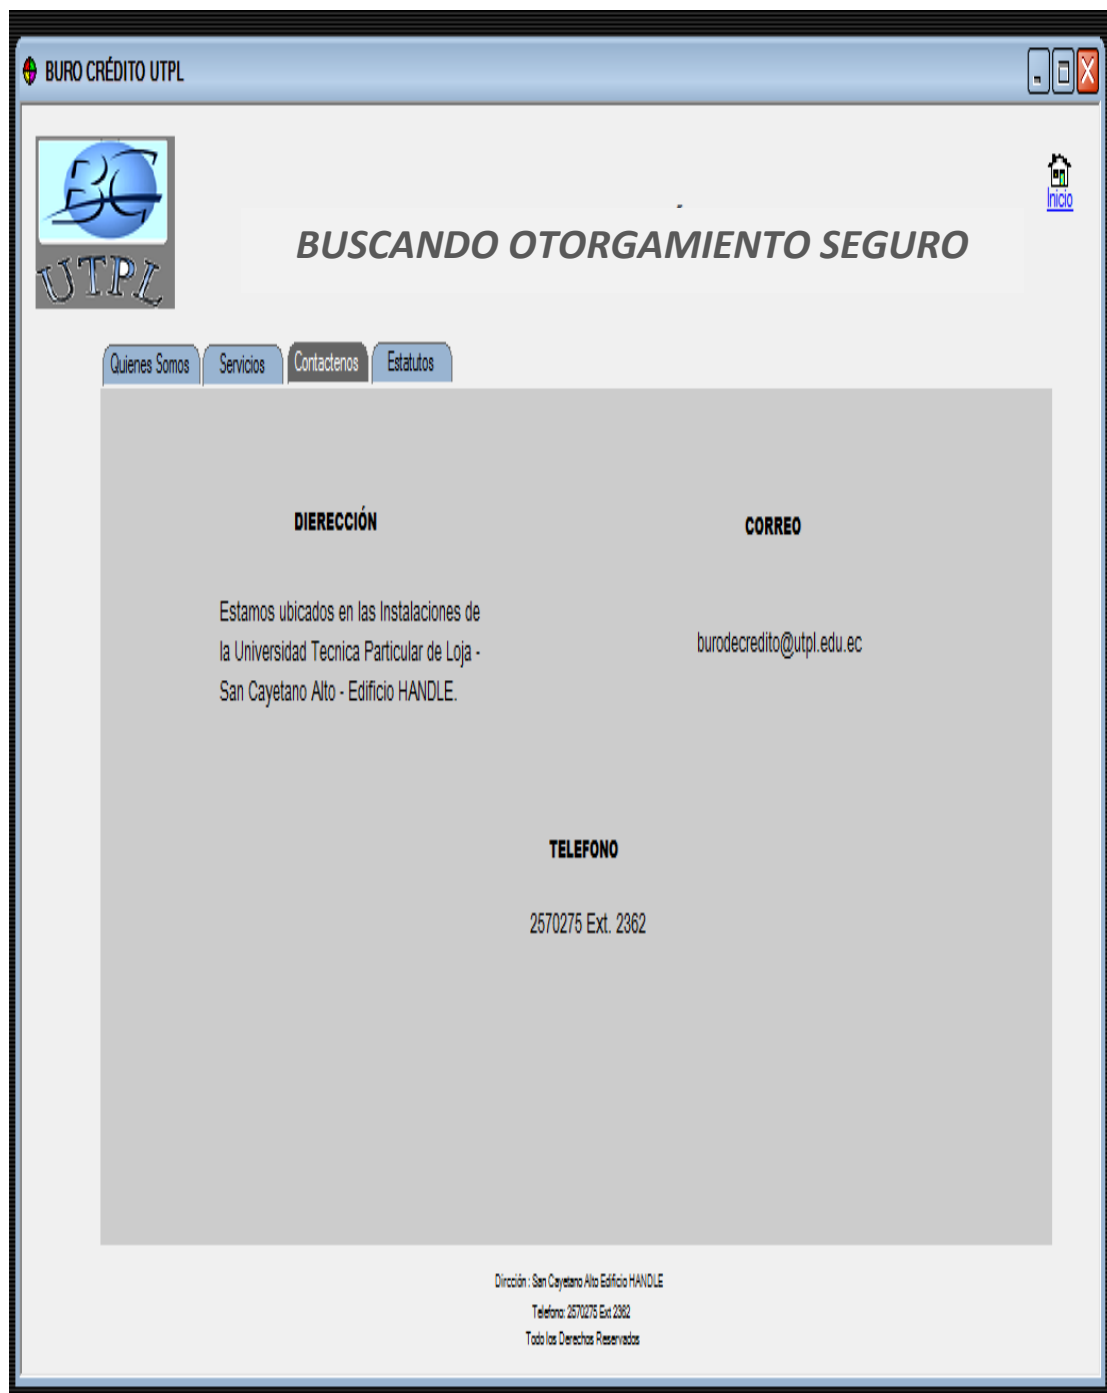 BURO CRÉDITO UTPL
BC
UTPL
Inicio
BUSCANDO OTORGAMIENTO SEGURO
Quienes Somos
Servicios
Contactenos
Estatutos
DIERECCIÓN
Estamos ubicados en las Instalaciones de
la Universidad Tecnica Particular de Loja -
San Cayetano Alto - Edificio HANDLE.
CORREO
burodecredito@utpl.edu.ec
TELEFONO
2570275 Ext. 2362
Dircción : San Cayetano Alto Edificio HANDLE
Telefono: 2570275 Ext 2362
Todo los Derechos Reservados